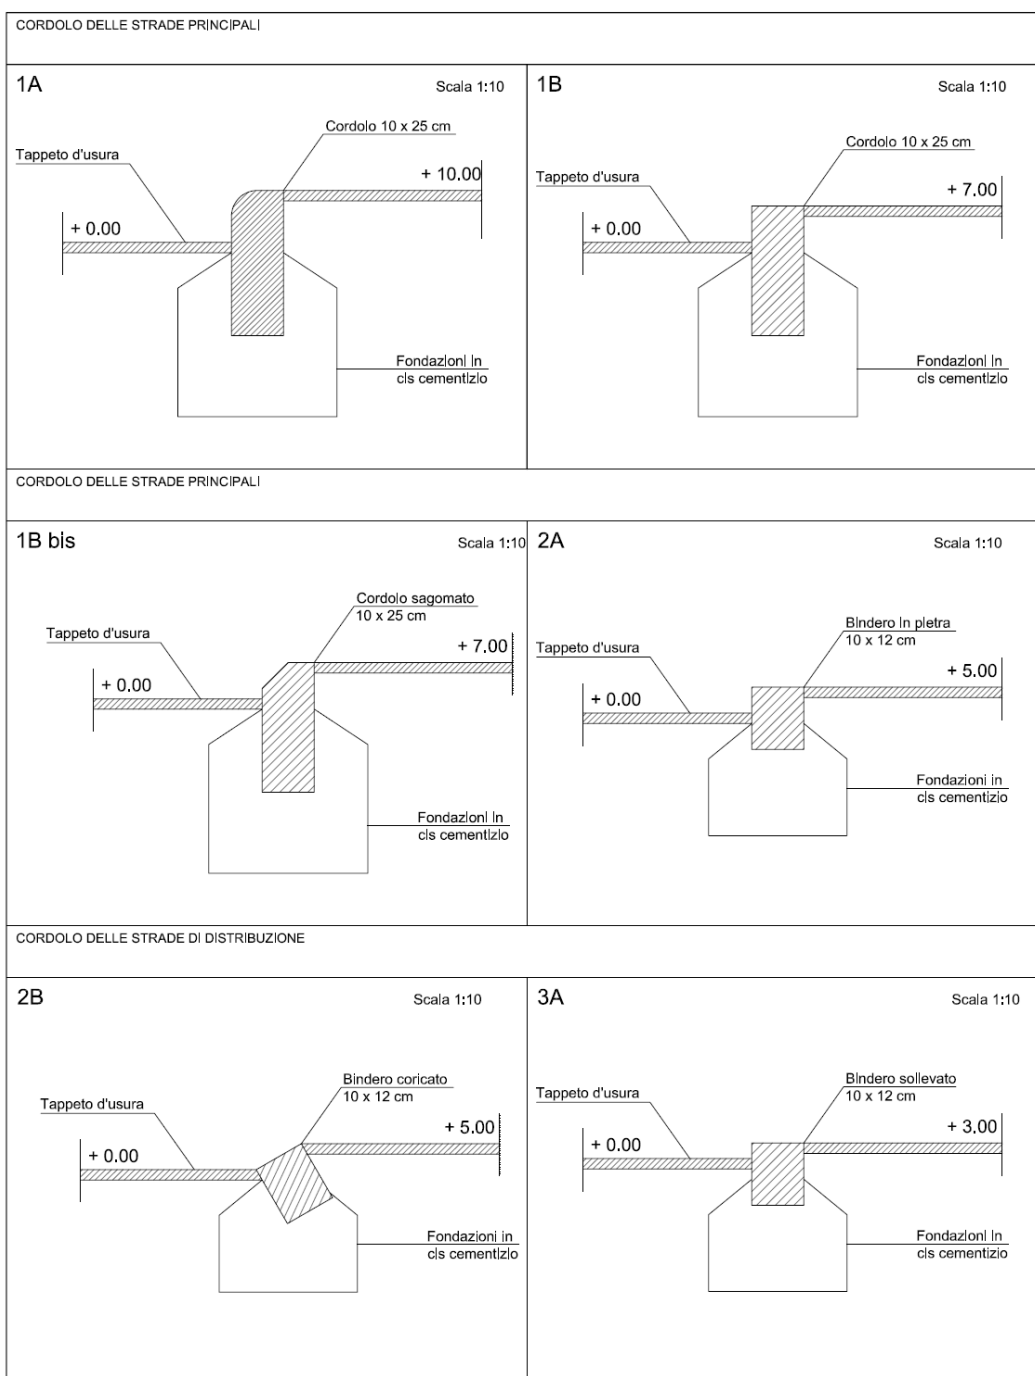 CORDOLO DELLE STRADE PRINCIPALI
1A
Scala 1:10
Cordolo 10 x 25 cm
Tappeto d'usura
+ 10.00
+ 0.00
Fondazioni in
cls cementizio
1B
Scala 1:10
Cordolo 10 x 25 cm
Tappeto d'usura
+ 7.00
+ 0.00
Fondazioni in
cls cementizio
CORDOLO DELLE STRADE PRINCIPALI
1B bis
Scala 1:10
Cordolo sagomato
10 x 25 cm
Tappeto d'usura
+ 7.00
+ 0.00
Fondazioni in
cls cementizio
2A
Scala 1:10
Bindero in pietra
10 x 12 cm
Tappeto d'usura
+ 5.00
+ 0.00
Fondazioni in
cls cementizio
CORDOLO DELLE STRADE DI DISTRIBUZIONE
2B
Scala 1:10
Bindero coricato
10 x 12 cm
Tappeto d'usura
+ 5.00
+ 0.00
Fondazioni in
cls cementizio
3A
Scala 1:10
Bindero sollevato
10 x 12 cm
Tappeto d'usura
+ 3.00
+ 0.00
Fondazioni in
cls cementizio